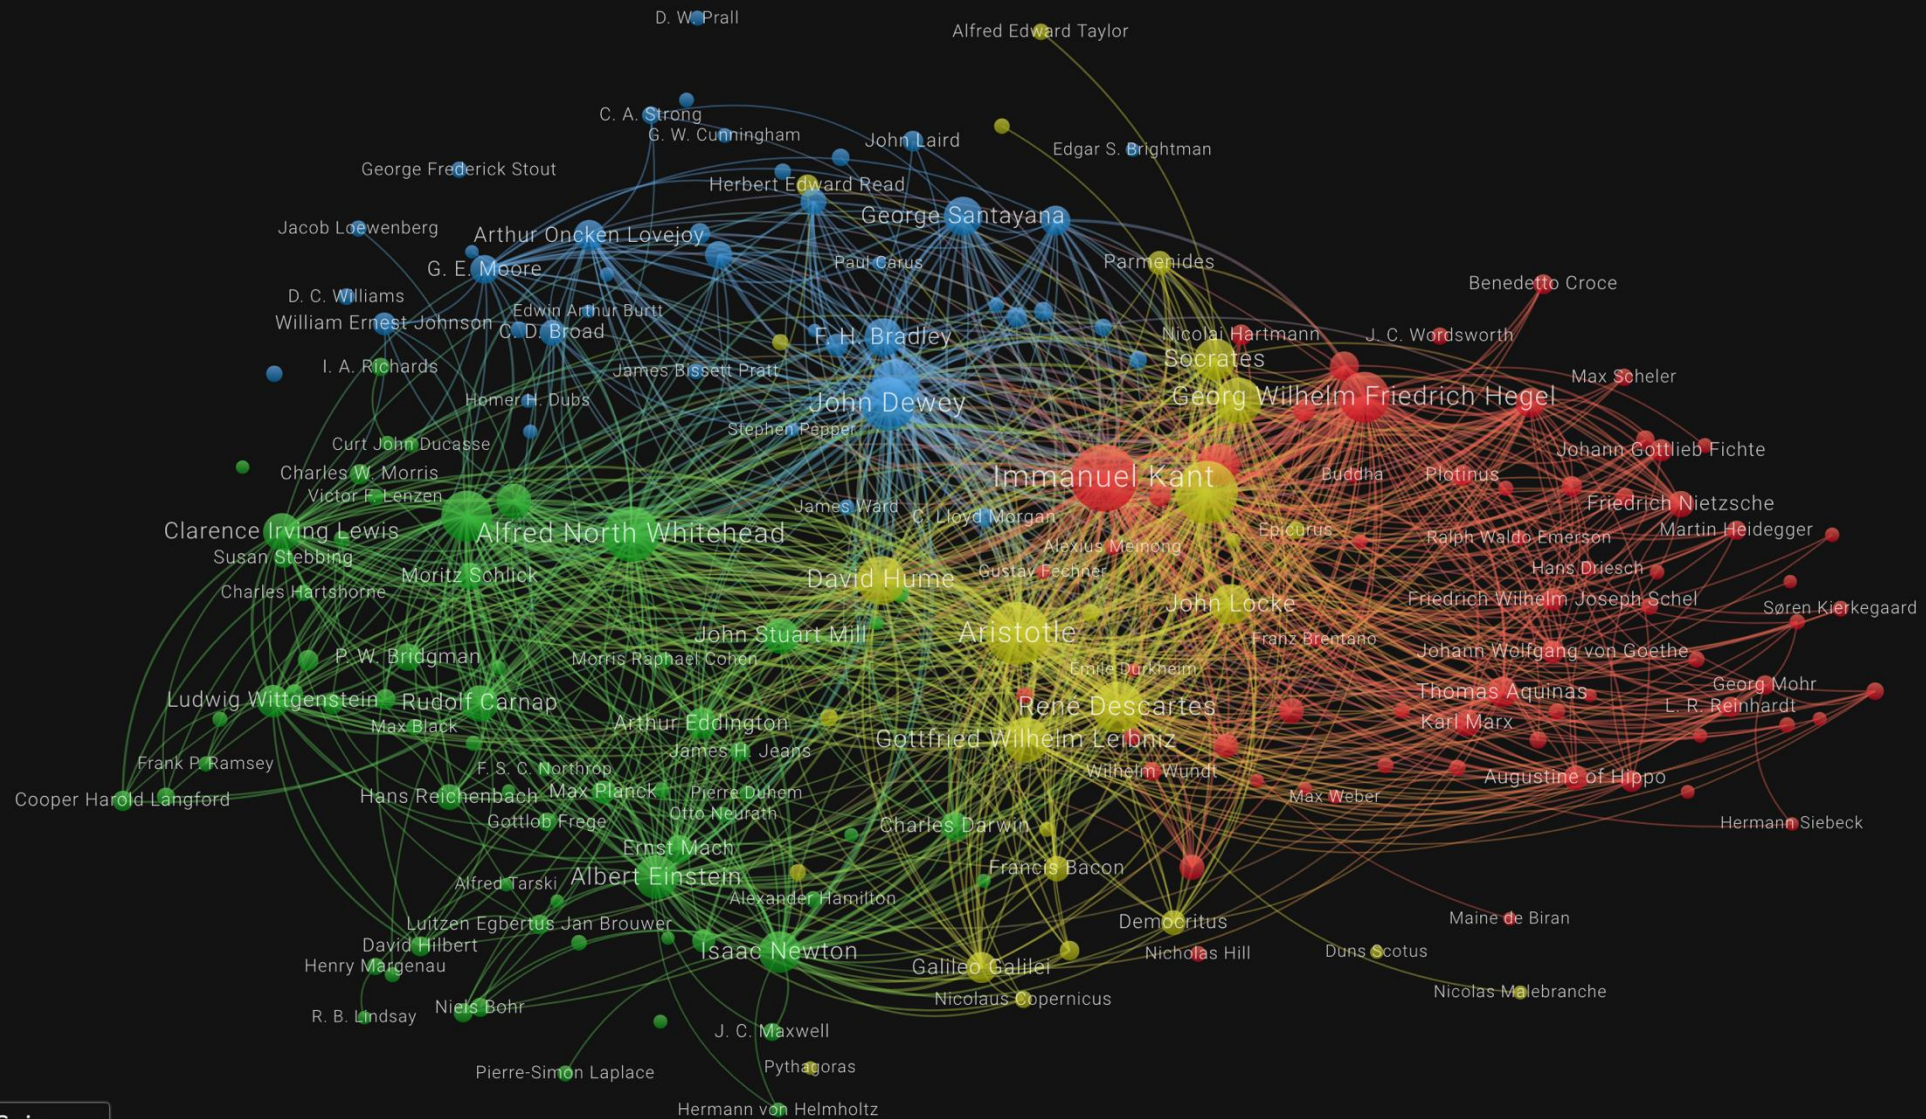 D. W. Prall
Alfred Edward Taylor
C. A. Strong
G. W. Cunningham
John Laird
Edgar S. Brightman
George Frederick Stout
Herbert Edward Read
George Santayana
Jacob Loewenberg
Arthur Oncken Lovejoy
Paul Carus
Parmenides
G. E. Moore
Benedetto Croce
D. C. Williams
Edwin Arthur Burtt
William Ernest Johnson
C. D. Broad
F. H. Bradley
Nicolai Hartmann
J. C. Wordsworth
Socrates
I. A. Richards
James Bissett Pratt
Max Scheler
Homer H. Dubs
John Dewey
Georg Wilhelm Friedrich Hegel
Stephen Pepper
Curt John Ducasse
Johann Gottlieb Fichte
Charles W. Morris
Immanuel Kant
Buddha
Plotinus
Victor F. Lenzen
James Ward
C. Lloyd Morgan
Friedrich Nietzsche
Clarence Irving Lewis
Alfred North Whitehead
Epicurus
Ralph Waldo Emerson
Martin Heidegger
Susan Stebbing
Alexius Meinong
Moritz Schlick
David Hume
Gustav Fechner
Hans Driesch
Charles Hartshorne
John Locke
Friedrich Wilhelm Joseph Schel
Søren Kierkegaard
John Stuart Mill
Aristotle
Franz Brentano
P. W. Bridgman
Morris Raphael Cohen
Émile Durkheim
Johann Wolfgang von Goethe
Georg Mohr
Ludwig Wittgenstein
Rudolf Carnap
René Descartes
Thomas Aquinas
L. R. Reinhardt
Max Black
Arthur Eddington
Karl Marx
James H. Jeans
Gottfried Wilhelm Leibniz
Frank P. Ramsey
F. S. C. Northrop
Wilhelm Wundt
Augustine of Hippo
Cooper Harold Langford
Hans Reichenbach
Max Planck
Pierre Duhem
Max Weber
Gottlob Frege
Otto Neurath
Charles Darwin
Hermann Siebeck
Ernst Mach
Francis Bacon
Alfred Tarski
Albert Einstein
Alexander Hamilton
Luitzen Egbertus Jan Brouwer
Democritus
Maine de Biran
David Hilbert
Isaac Newton
Nicholas Hill
Duns Scotus
Henry Margenau
Galileo Galilei
Nicolas Malebranche
Niels Bohr
Nicolaus Copernicus
R. B. Lindsay
J. C. Maxwell
Pierre-Simon Laplace
Pythagoras
Hermann von Helmholtz